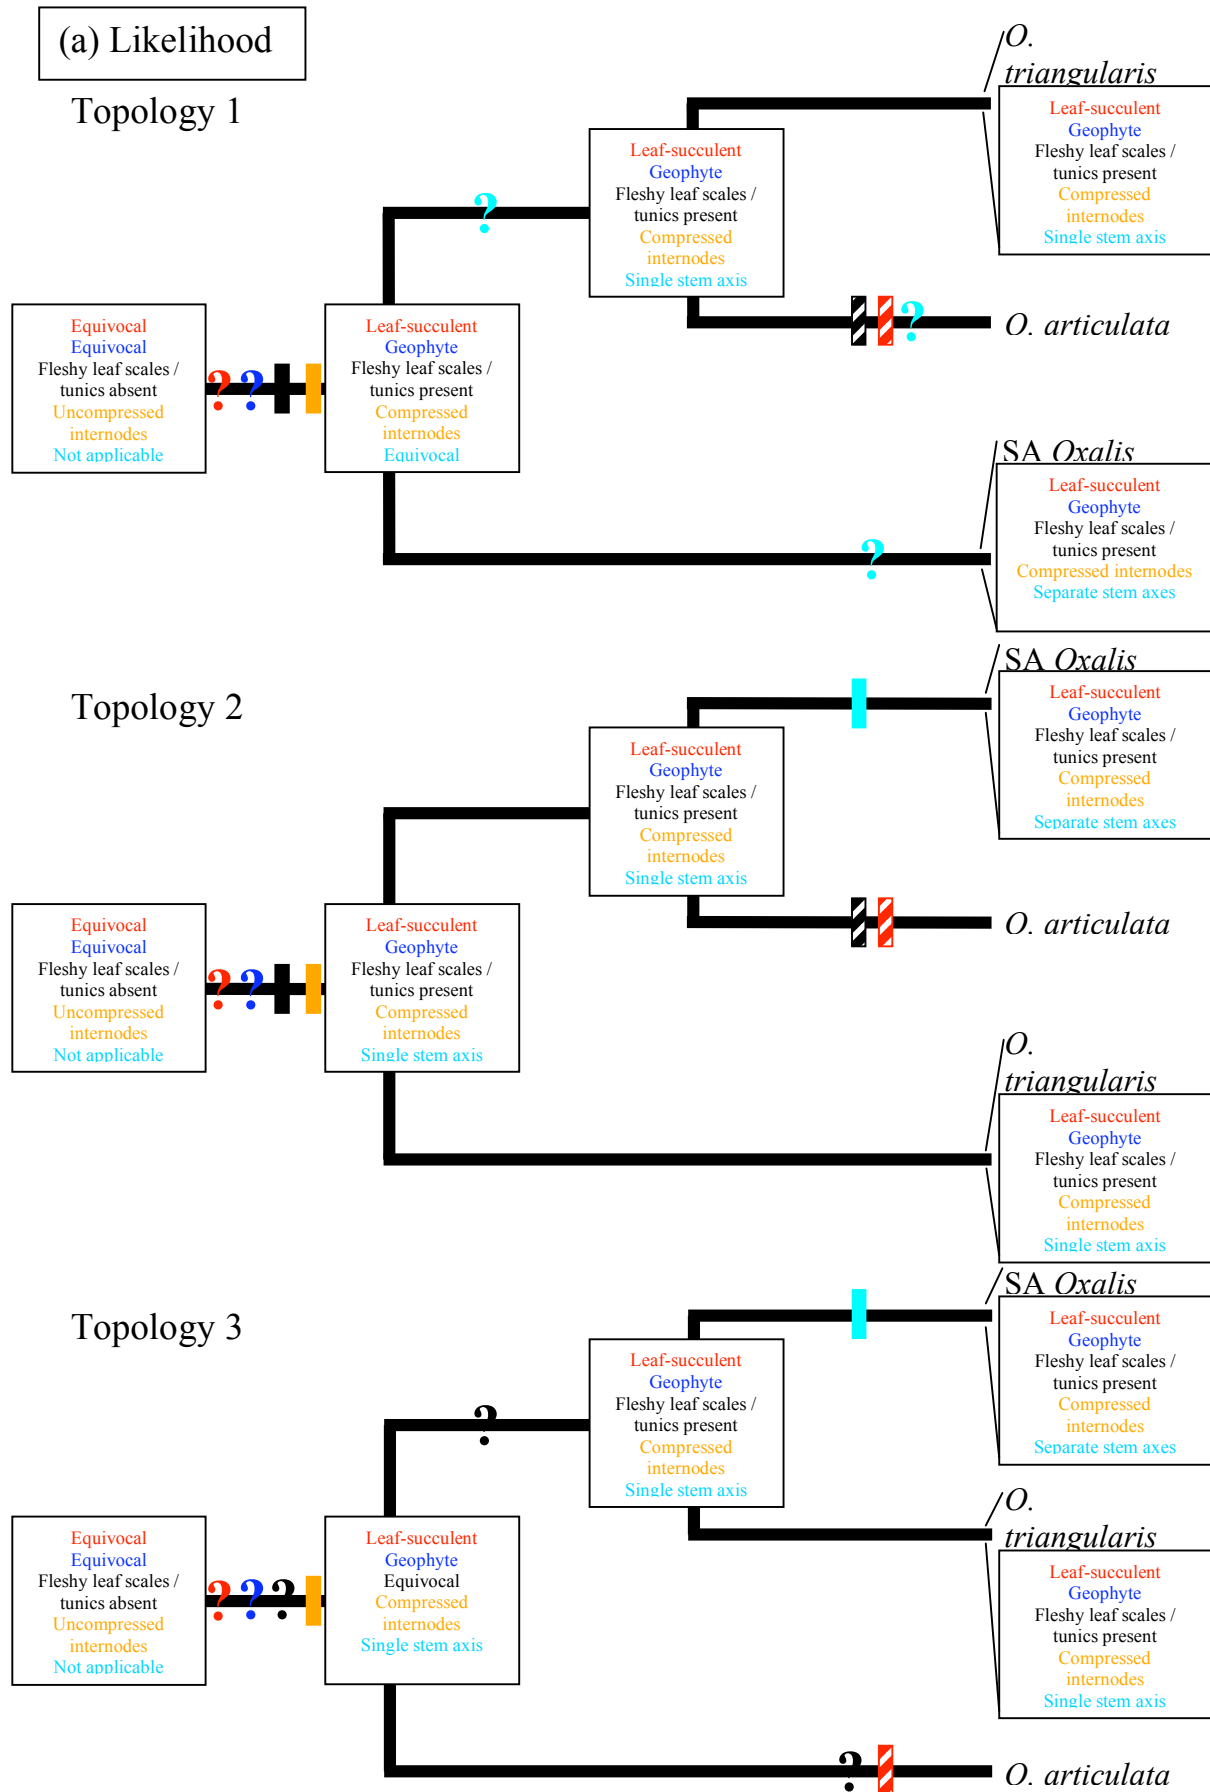 (a) Likelihood
Topology 1
O.
triangularis
Leaf-succulent
Geophyte
Fleshy leaf scales /
tunics present
Compressed
internodes
Single stem axis
Leaf-succulent
Geophyte
Fleshy leaf scales /
tunics present
Compressed
internodes
Single stem axis
?
? O. articulata
Equivocal
Equivocal
Fleshy leaf scales /
tunics absent
Uncompressed
internodes
Not applicable
? ?
Leaf-succulent
Geophyte
Fleshy leaf scales /
tunics present
Compressed
internodes
Equivocal
SA Oxalis
Leaf-succulent
Geophyte
Fleshy leaf scales /
tunics present
Compressed internodes
Separate stem axes
?
Topology 2
SA Oxalis
Leaf-succulent
Geophyte
Fleshy leaf scales /
tunics present
Compressed
internodes
Separate stem axes
Leaf-succulent
Geophyte
Fleshy leaf scales /
tunics present
Compressed
internodes
Single stem axis
O. articulata
Equivocal
Equivocal
Fleshy leaf scales /
tunics absent
Uncompressed
internodes
Not applicable
? ?
Leaf-succulent
Geophyte
Fleshy leaf scales /
tunics present
Compressed
internodes
Single stem axis
O.
triangularis
Leaf-succulent
Geophyte
Fleshy leaf scales /
tunics present
Compressed
internodes
Single stem axis
Topology 3
SA Oxalis
Leaf-succulent
Geophyte
Fleshy leaf scales /
tunics present
Compressed
internodes
Separate stem axes
Leaf-succulent
Geophyte
Fleshy leaf scales /
tunics present
Compressed
internodes
Single stem axis
?
O.
triangularis
Leaf-succulent
Geophyte
Fleshy leaf scales /
tunics present
Compressed
internodes
Single stem axis
Equivocal
Equivocal
Fleshy leaf scales /
tunics absent
Uncompressed
internodes
Not applicable
? ? ?
Leaf-succulent
Geophyte
Equivocal
Compressed
internodes
Single stem axis
? O. articulata